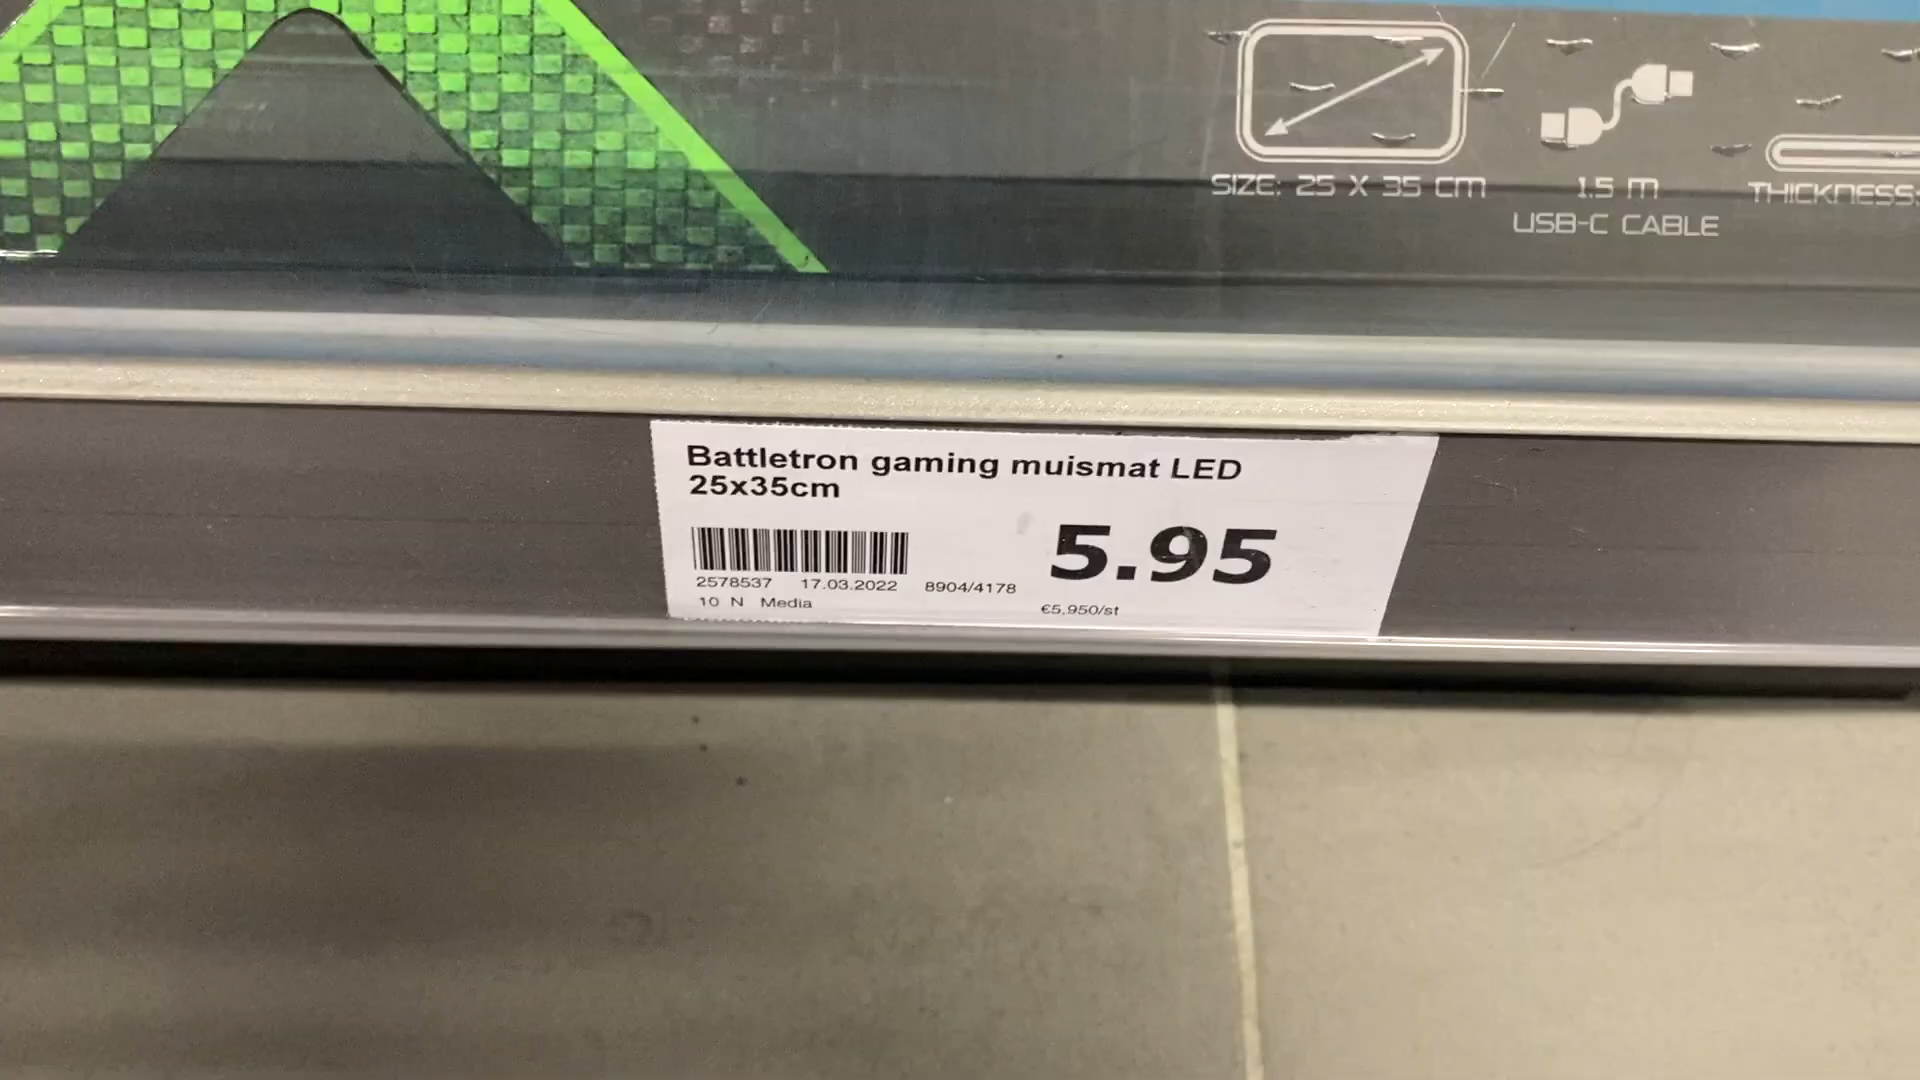 SIZE: 25 X 35 CM
1.5 m
USB-C CABLE
THICKNESS:
Battletron gaming muismat LED
25x35cm
5.95
2578537 17.03.2022 8904/4178
10 N Media
€5,950/st